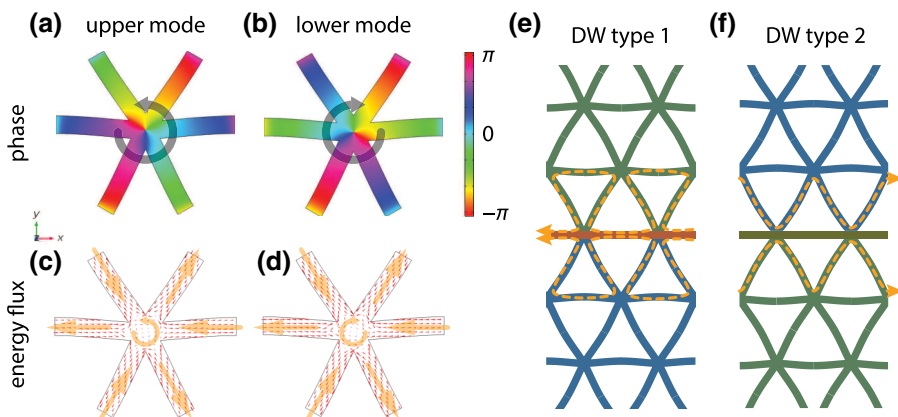 (a) upper mode
(b) lower mode
(e) DW type 1
(f) DW type 2
phase
π
0
−π
y
z
x
(c)
(d)
energy flux